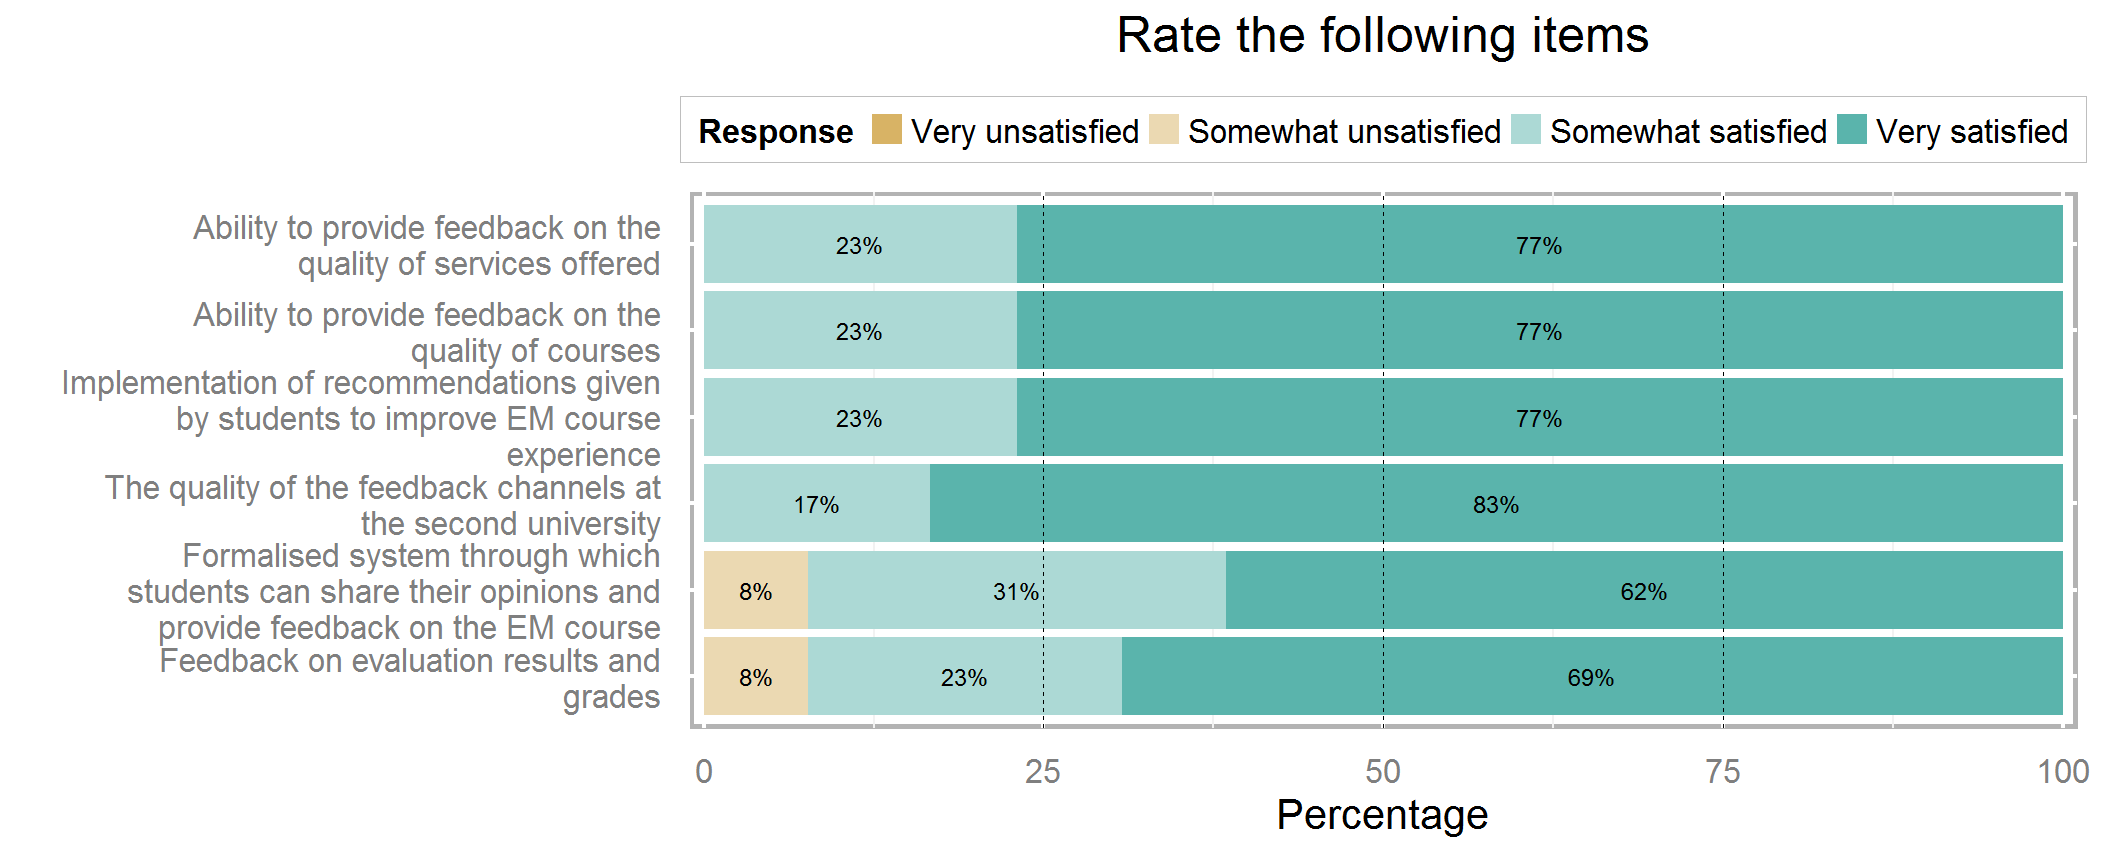 Rate the following items
Response Very unsatisfied Somewhat unsatisfied Somewhat satisfied Very satisfied
Ability to provide feedback on the
quality of services offered
23% 77%
Ability to provide feedback on the
quality of courses
23% 77%
Implementation of recommendations given
by students to improve EM course
experience
23% 77%
The quality of the feedback channels at
the second university
17% 83%
Formalised system through which
students can share their opinions and
provide feedback on the EM course
8% 31% 62%
Feedback on evaluation results and
grades
8% 23% 69%
0 25 50 75 100
Percentage